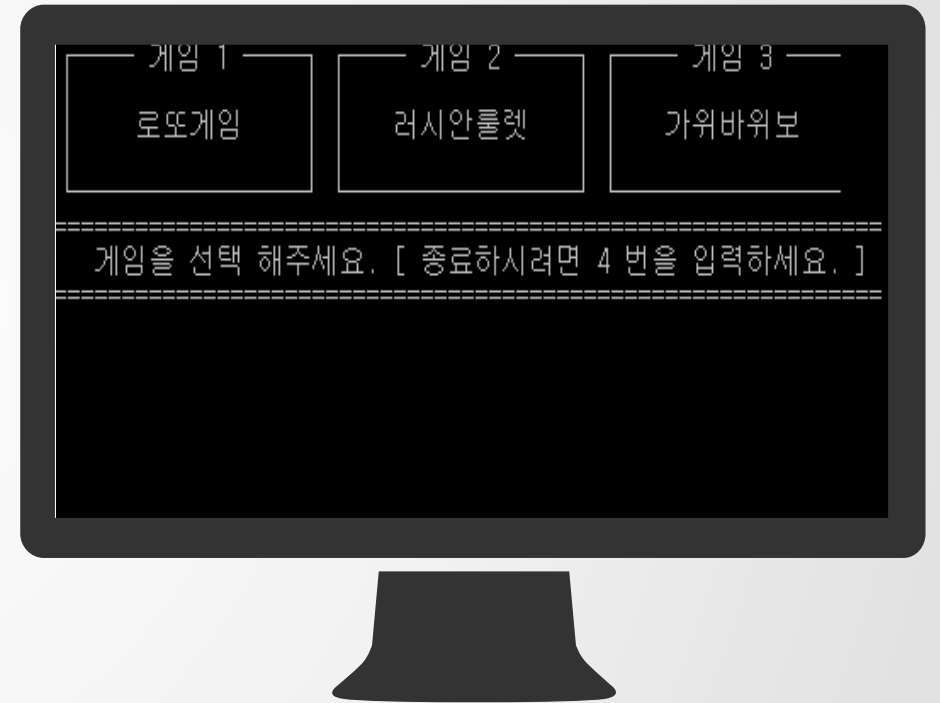 게임 1 게임 2 게임 3
로또게임 러시안룰렛 가위바위보
게임을 선택 해주세요. [ 종료하시려면 4 번을 입력하세요. ]